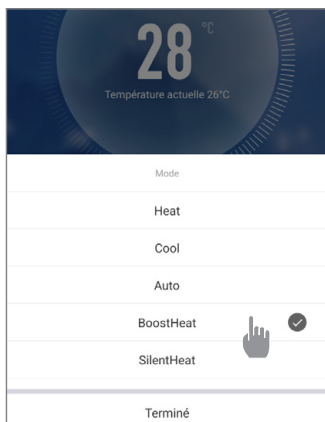 28 °C
Température actuelle 26°C
Mode
Heat
Cool
Auto
BoostHeat
SilentHeat
Terminé